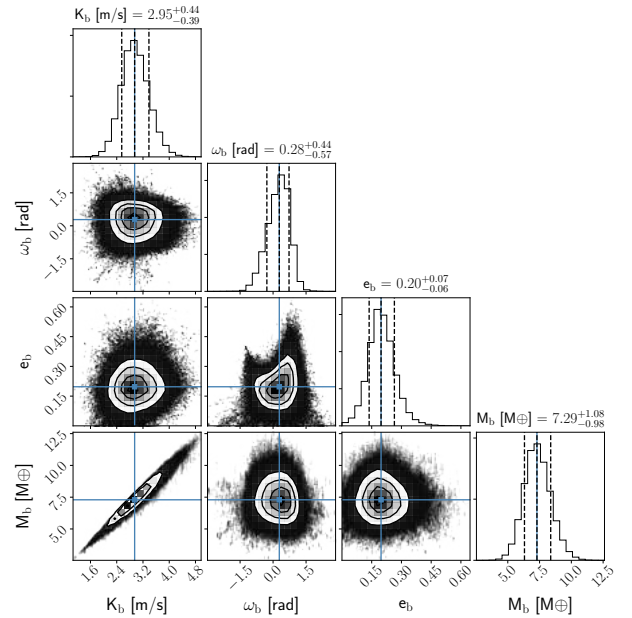 K_b [m/s] = 2.95^{+0.44}_{-0.39}
ω_b [rad] = 0.28^{+0.44}_{-0.57}
1.5
0.0
−1.5
ω_b [rad]
e_b = 0.20^{+0.07}_{-0.06}
0.60
0.45
0.30
0.15
e_b
M_b [M⊕] = 7.29^{+1.08}_{-0.98}
12.5
10.0
7.5
5.0
M_b [M⊕]
1.6 2.4 3.2 4.0 4.8
−1.5 0.0 1.5
0.15 0.30 0.45 0.60
5.0 7.5 10.0 12.5
K_b [m/s] ω_b [rad] e_b M_b [M⊕]